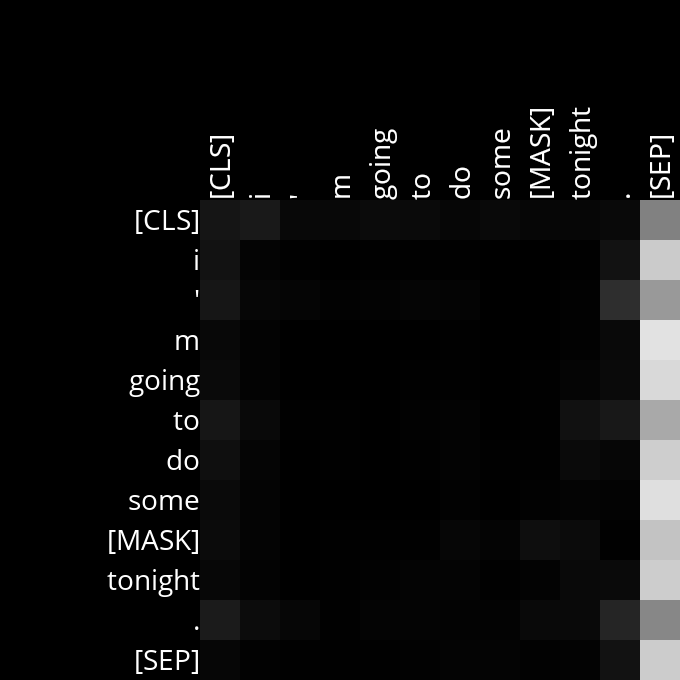 [CLS] i ' m going to do some [MASK] tonight . [SEP]
[CLS]
i
'
m
going
to
do
some
[MASK]
tonight
.
[SEP]